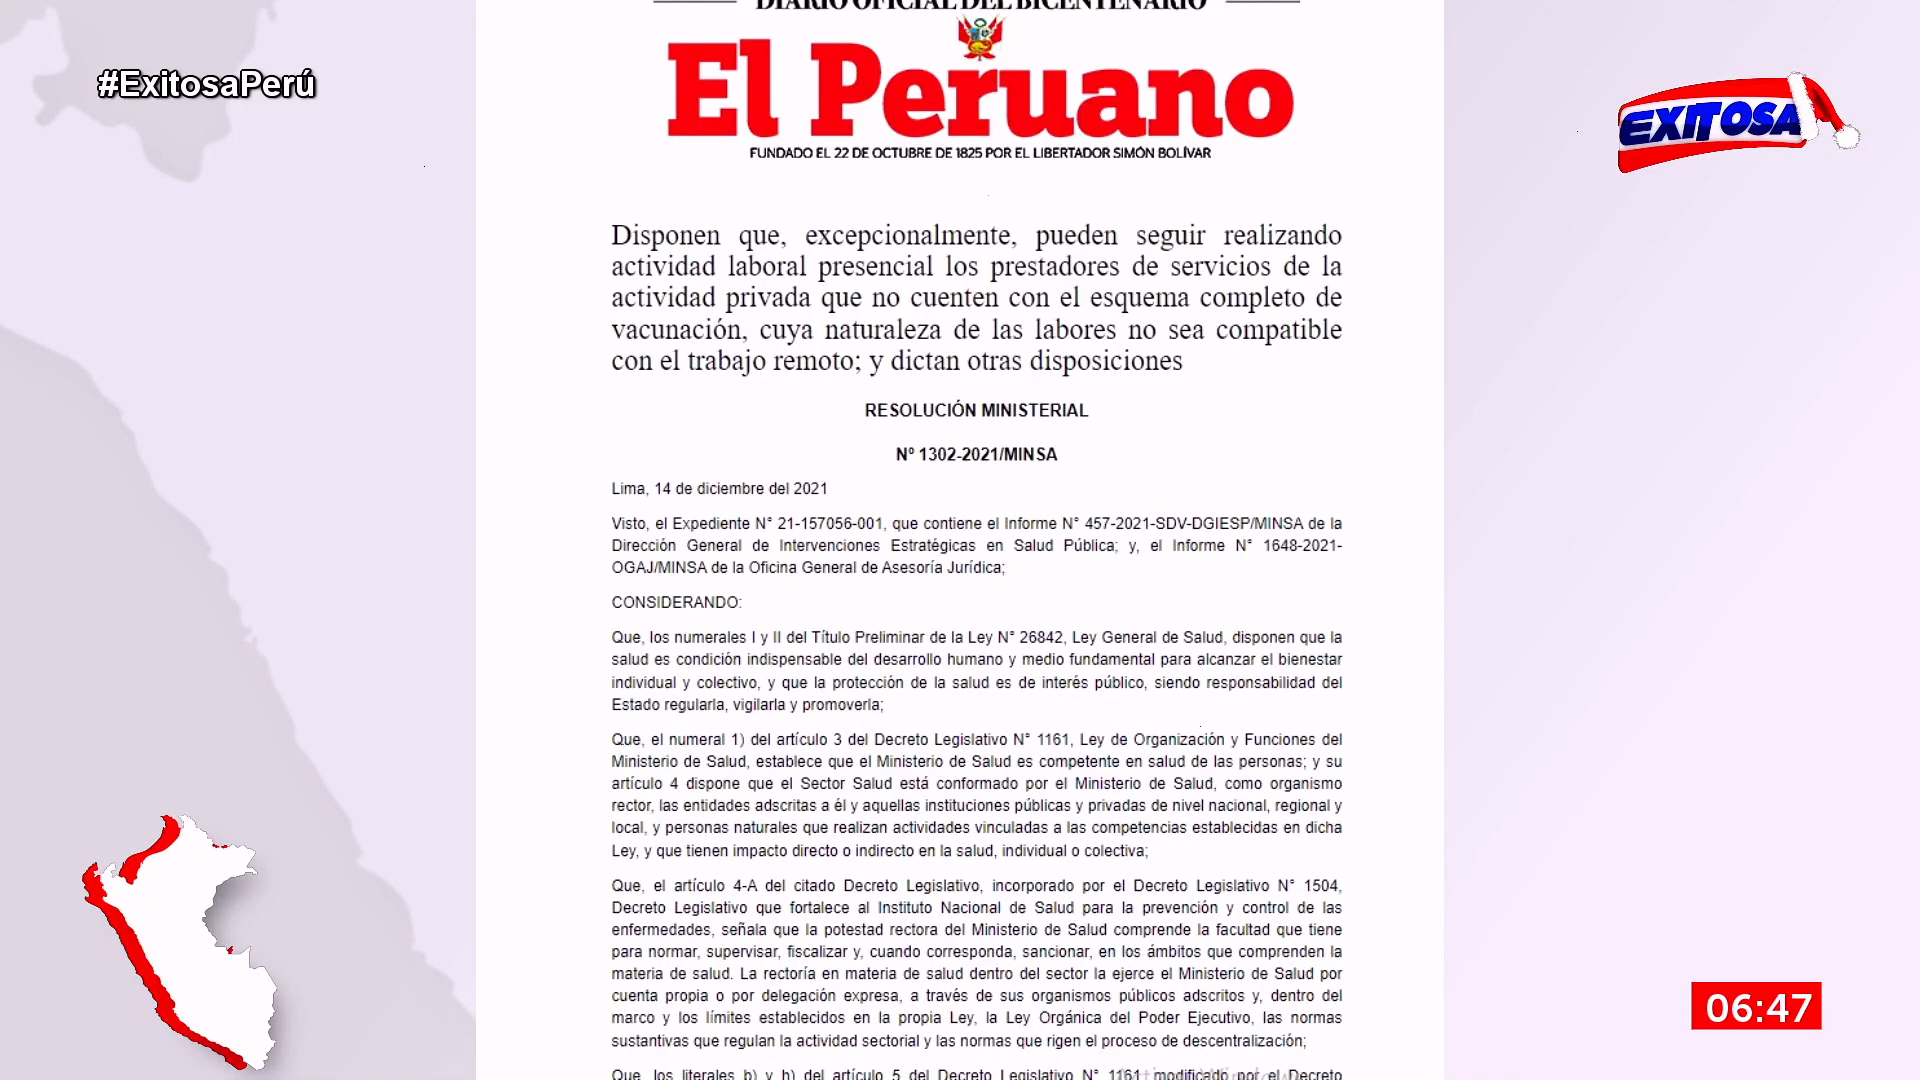 DIARIO OFICIAL DEL BICENTENARIO
El Peruano
FUNDADO EL 22 DE OCTUBRE DE 1825 POR EL LIBERTADOR SIMÓN BOLÍVAR
#ExitosaPerú
EXITOSA
Disponen que, excepcionalmente, pueden seguir realizando
actividad laboral presencial los prestadores de servicios de la
actividad privada que no cuenten con el esquema completo de
vacunación, cuya naturaleza de las labores no sea compatible
con el trabajo remoto; y dictan otras disposiciones
RESOLUCIÓN MINISTERIAL
Nº 1302-2021/MINSA
Lima, 14 de diciembre del 2021
Visto, el Expediente N° 21-157056-001, que contiene el Informe N° 457-2021-SDV-DGIESP/MINSA de la
Dirección General de Intervenciones Estratégicas en Salud Pública; y, el Informe N° 1648-2021-
OGAJ/MINSA de la Oficina General de Asesoría Jurídica;
CONSIDERANDO:
Que, los numerales I y II del Título Preliminar de la Ley N° 26842, Ley General de Salud, disponen que la
salud es condición indispensable del desarrollo humano y medio fundamental para alcanzar el bienestar
individual y colectivo, y que la protección de la salud es de interés público, siendo responsabilidad del
Estado regularla, vigilarla y promoverla;
Que, el numeral 1) del artículo 3 del Decreto Legislativo N° 1161, Ley de Organización y Funciones del
Ministerio de Salud, establece que el Ministerio de Salud es competente en salud de las personas; y su
artículo 4 dispone que el Sector Salud está conformado por el Ministerio de Salud, como organismo
rector, las entidades adscritas a él y aquellas instituciones públicas y privadas de nivel nacional, regional y
local, y personas naturales que realizan actividades vinculadas a las competencias establecidas en dicha
Ley, y que tienen impacto directo o indirecto en la salud, individual o colectiva;
Que, el artículo 4-A del citado Decreto Legislativo, incorporado por el Decreto Legislativo N° 1504,
Decreto Legislativo que fortalece al Instituto Nacional de Salud para la prevención y control de las
enfermedades, señala que la potestad rectora del Ministerio de Salud comprende la facultad que tiene
para normar, supervisar, fiscalizar y, cuando corresponda, sancionar, en los ámbitos que comprenden la
materia de salud. La rectoría en materia de salud dentro del sector la ejerce el Ministerio de Salud por
cuenta propia o por delegación expresa, a través de sus organismos públicos adscritos y, dentro del
marco y los límites establecidos en la propia Ley, la Ley Orgánica del Poder Ejecutivo, las normas
sustantivas que regulan la actividad sectorial y las normas que rigen el proceso de descentralización;
Que, los literales b) y h) del artículo 5 del Decreto Legislativo N° 1161 modificado por el Decreto
06:47